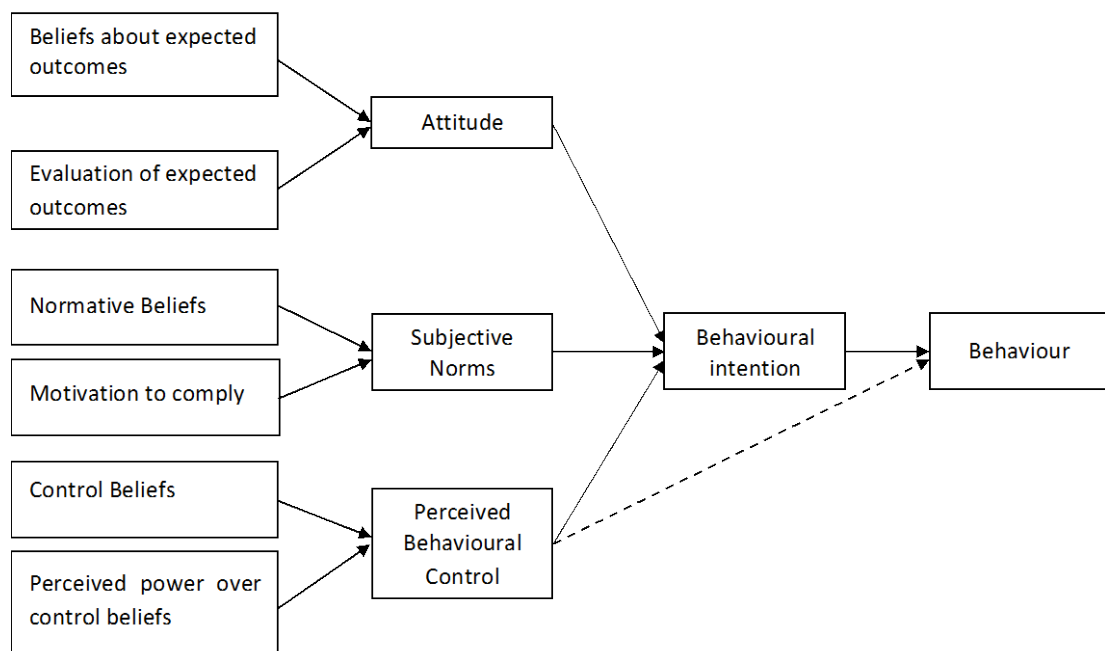 Beliefs about expected
outcomes
Evaluation of expected
outcomes
Attitude
Normative Beliefs
Motivation to comply
Subjective
Norms
Behavioural
intention
Behaviour
Control Beliefs
Perceived power over
control beliefs
Perceived
Behavioural
Control